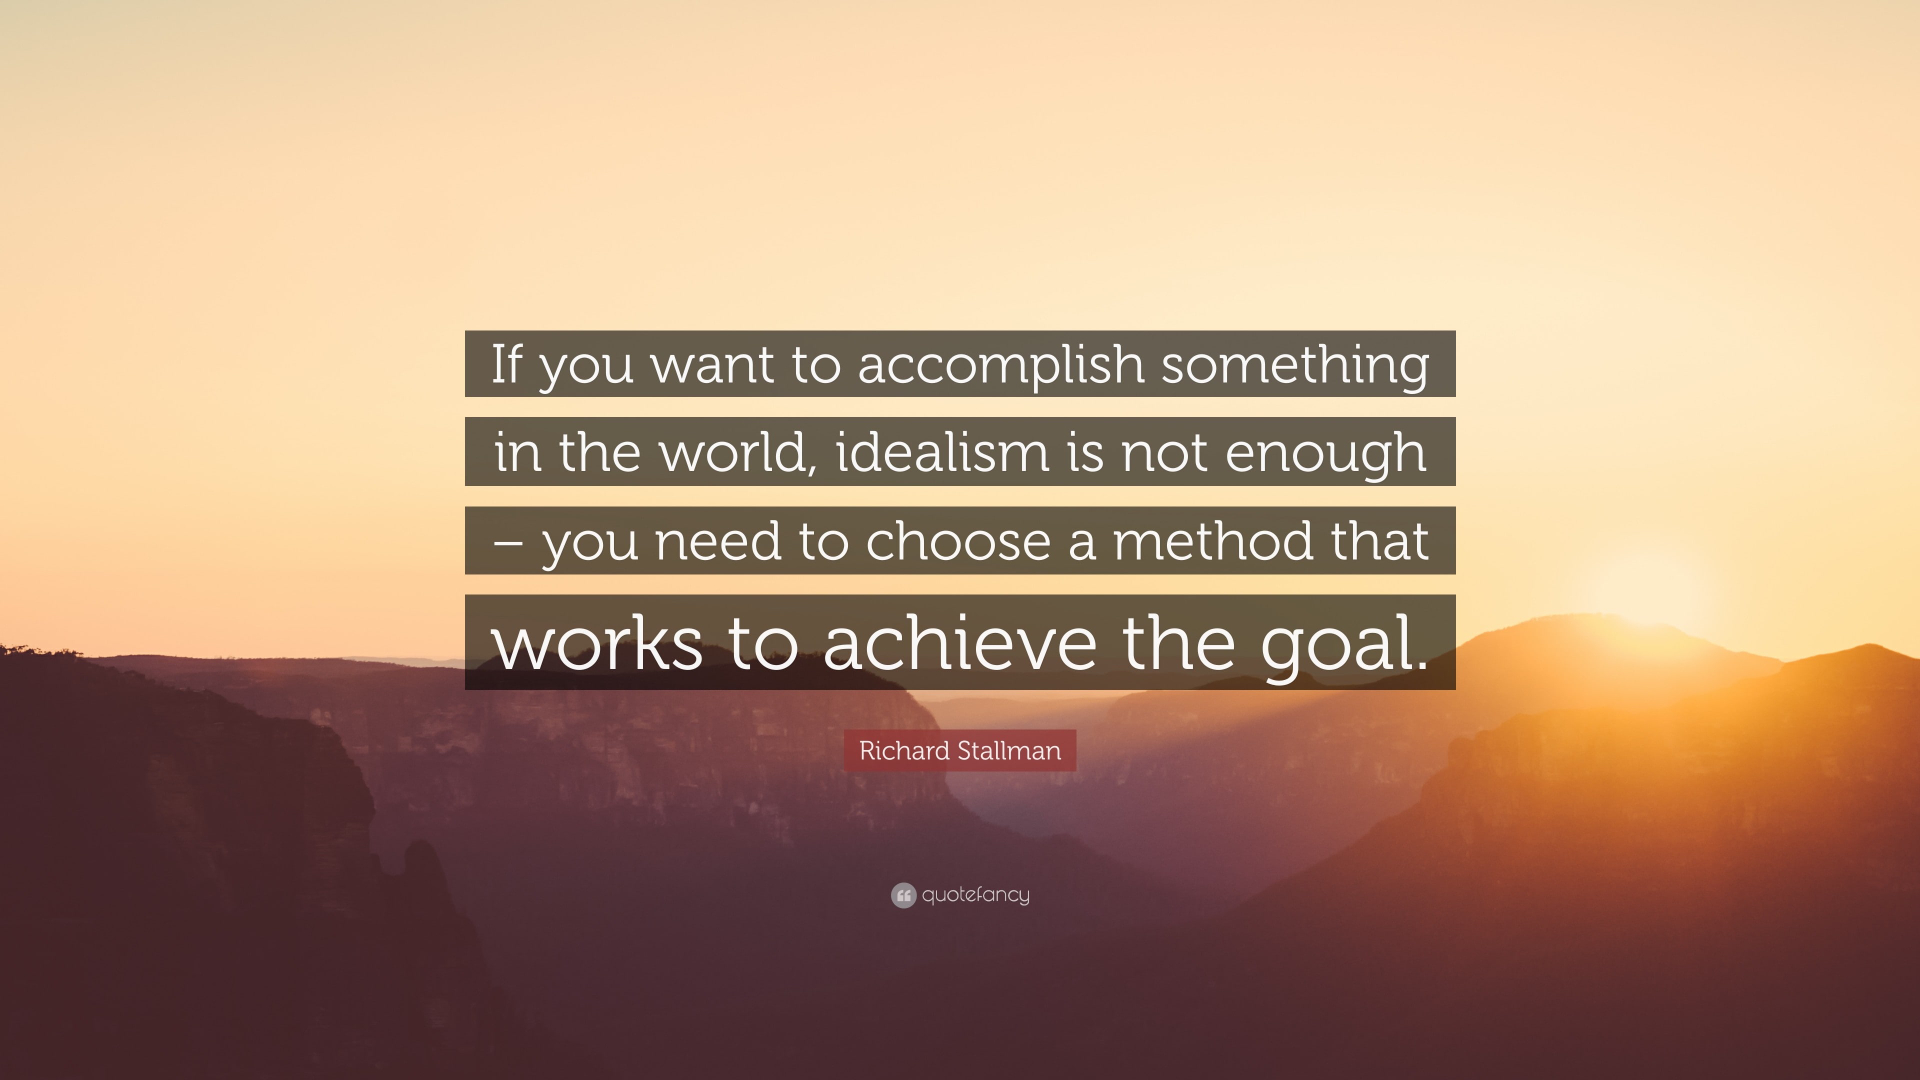 If you want to accomplish something
in the world, idealism is not enough
– you need to choose a method that
works to achieve the goal.
Richard Stallman
quotefancy